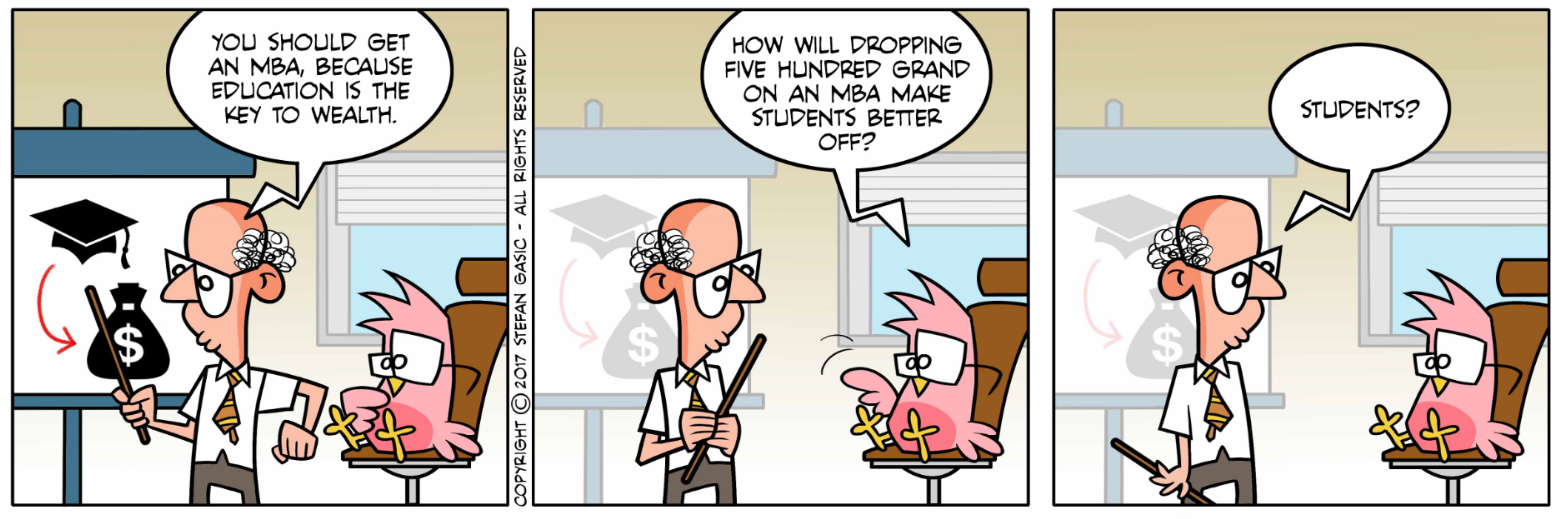 YOU SHOULD GET
AN MBA, BECAUSE
EDUCATION IS THE
KEY TO WEALTH.
$
COPYRIGHT © 2017 STEFAN GASIC - ALL RIGHTS RESERVED
HOW WILL DROPPING
FIVE HUNDRED GRAND
ON AN MBA MAKE
STUDENTS BETTER
OFF?
$
STUDENTS?
$